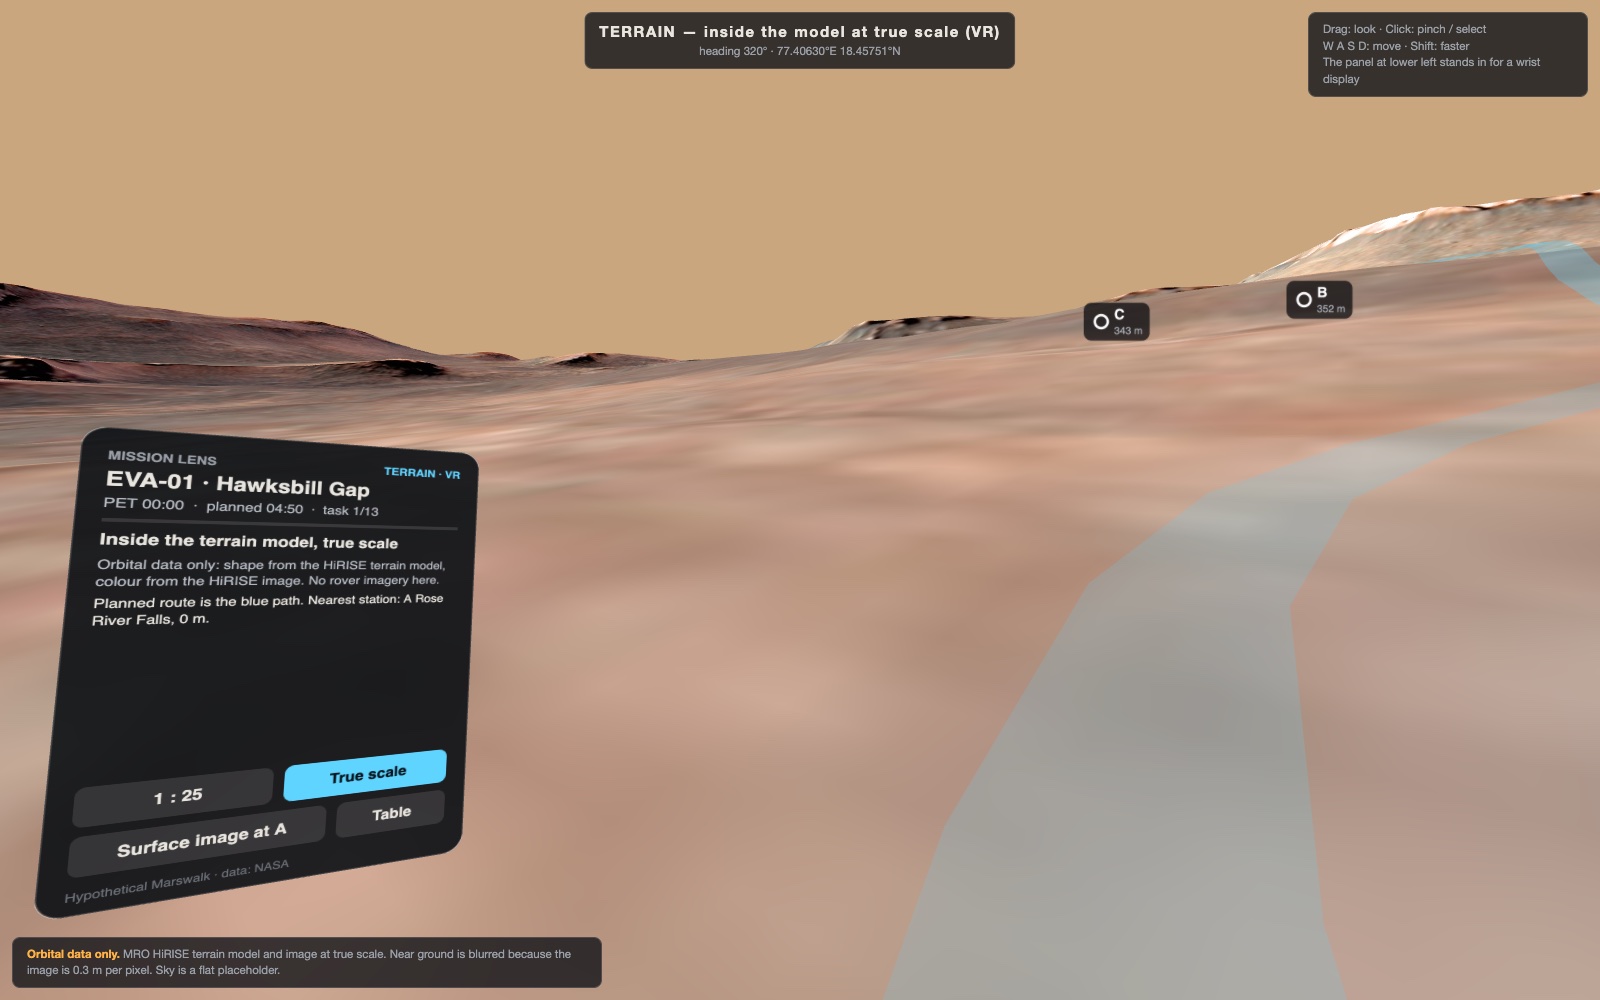 TERRAIN — inside the model at true scale (VR)
heading 320° · 77.40630°E 18.45751°N
Drag: look · Click: pinch / select
W A S D: move · Shift: faster
The panel at lower left stands in for a wrist
display
B
352 m
C
343 m
MISSION LENS
TERRAIN · VR
EVA-01 · Hawksbill Gap
PET 00:00 · planned 04:50 · task 1/13
Inside the terrain model, true scale
Orbital data only: shape from the HiRISE terrain model,
colour from the HiRISE image. No rover imagery here.
Planned route is the blue path. Nearest station: A Rose
River Falls, 0 m.
1 : 25
True scale
Surface image at A
Table
Hypothetical Marswalk · data: NASA
Orbital data only. MRO HiRISE terrain model and image at true scale. Near ground is blurred because the
image is 0.3 m per pixel. Sky is a flat placeholder.